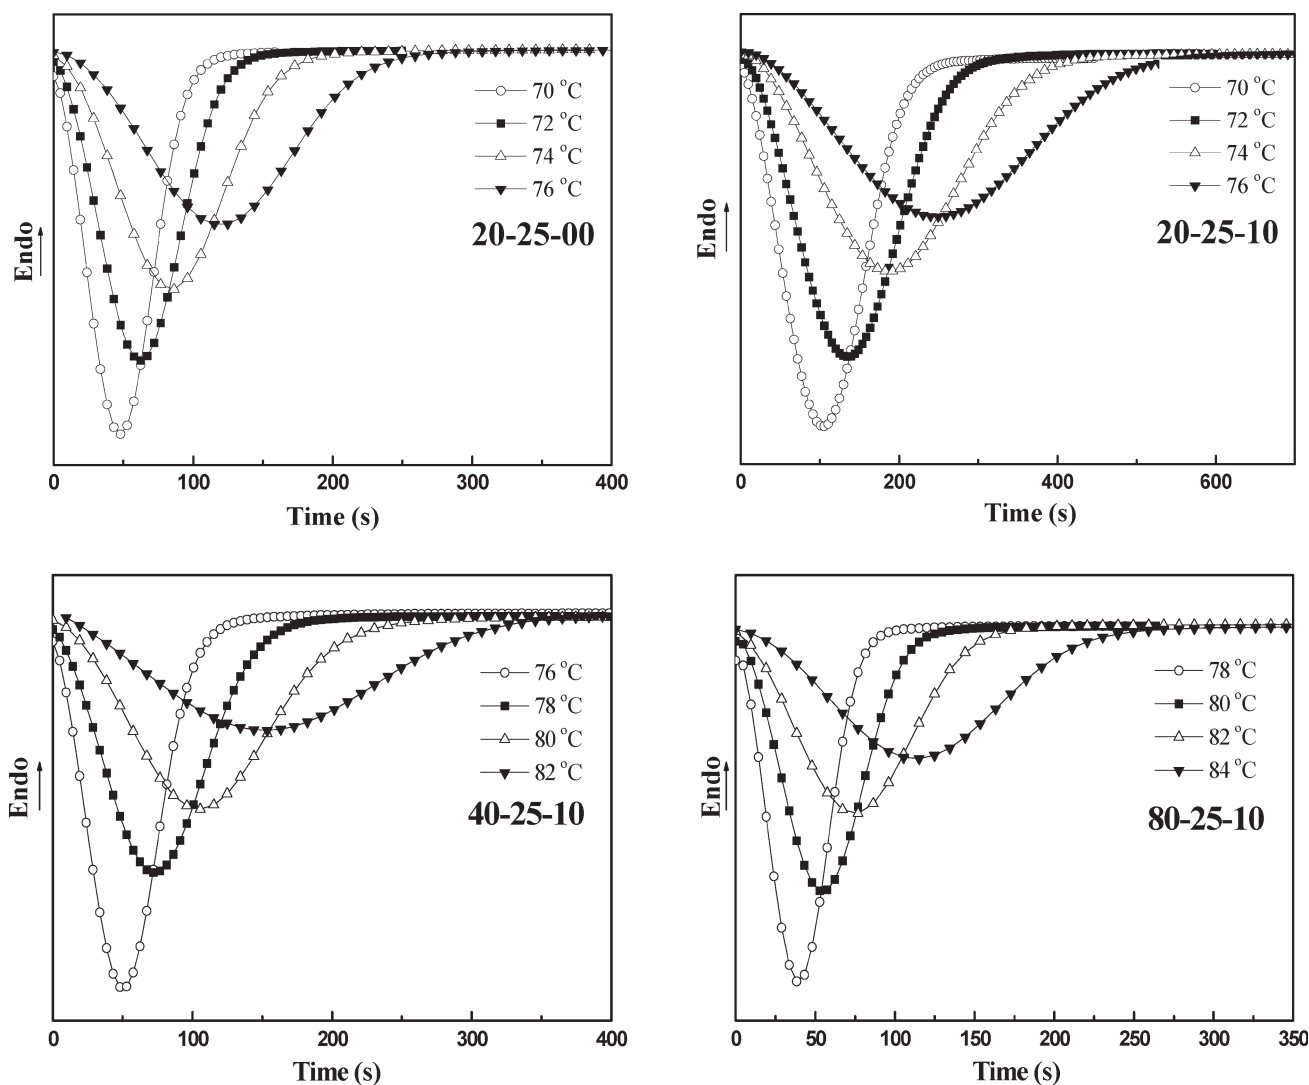 Endo
70 °C
72 °C
74 °C
76 °C
20-25-00
0 100 200 300 400
Time (s)
Endo
70 °C
72 °C
74 °C
76 °C
20-25-10
0 200 400 600
Time (s)
Endo
76 °C
78 °C
80 °C
82 °C
40-25-10
0 100 200 300 400
Time (s)
Endo
78 °C
80 °C
82 °C
84 °C
80-25-10
0 50 100 150 200 250 300 350
Time (s)